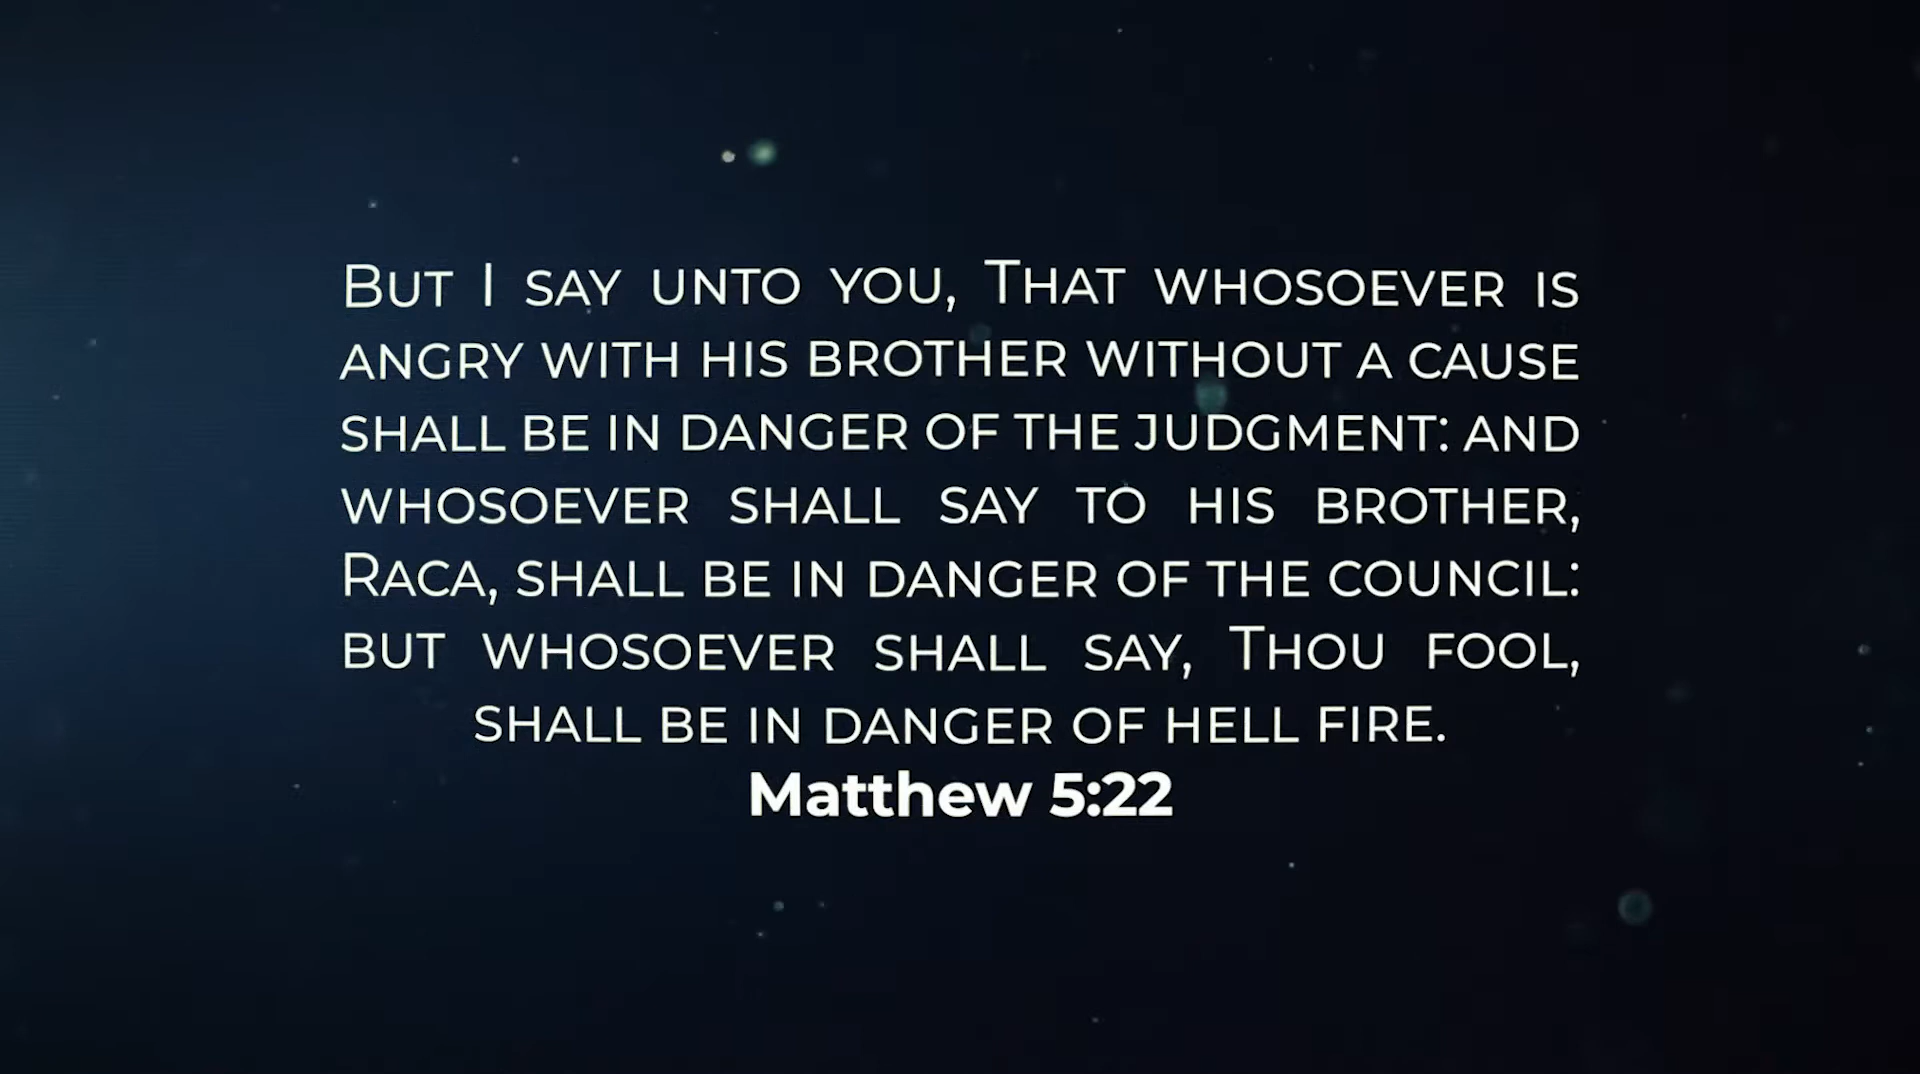 But I say unto you, That whosoever is
angry with his brother without a cause
shall be in danger of the judgment: and
whosoever shall say to his brother,
Raca, shall be in danger of the council:
but whosoever shall say, Thou fool,
shall be in danger of hell fire.
Matthew 5:22